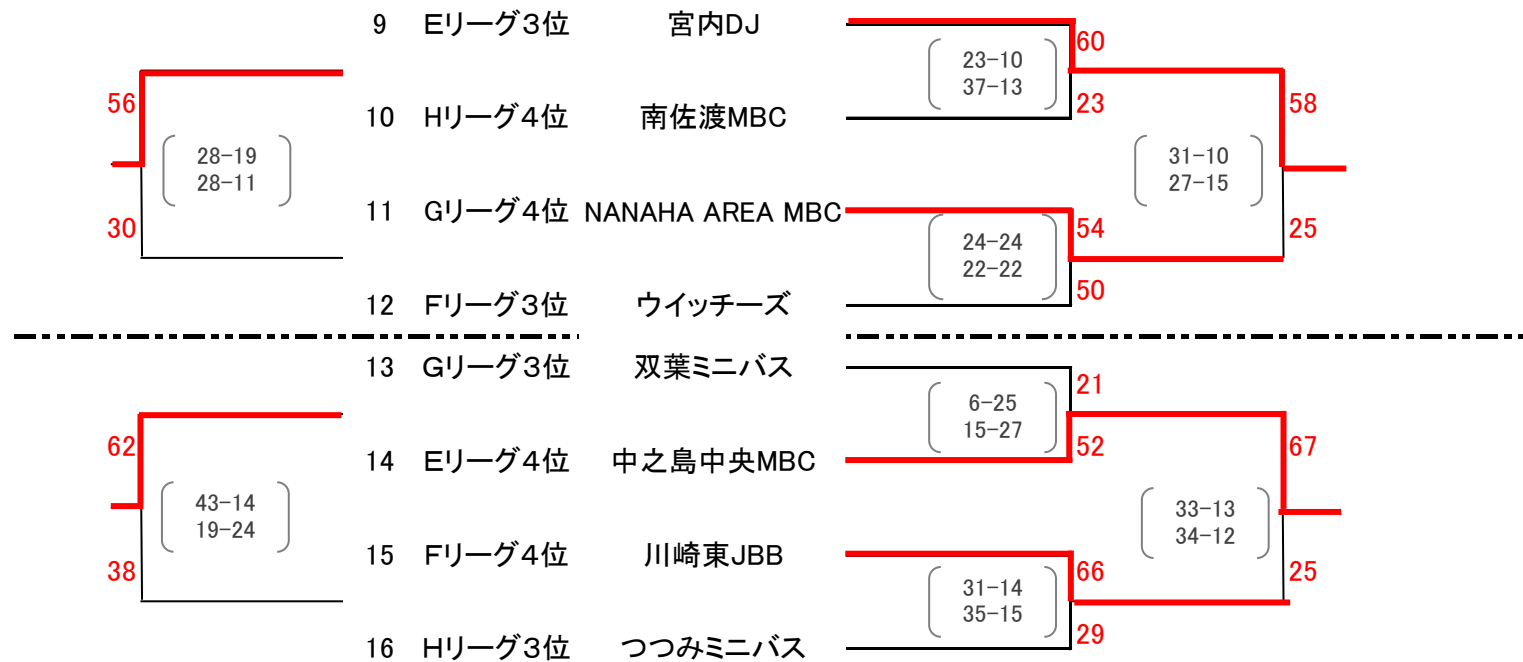 9 Eリーグ3位 宮内DJ 60
23-10
37-13
56 10 Hリーグ4位 南佐渡MBC 23 58
28-19
28-11
31-10
27-15
30 11 Gリーグ4位 NANAHA AREA MBC 54 25
24-24
22-22
12 Fリーグ3位 ウイッチーズ 50
13 Gリーグ3位 双葉ミニバス 21
6-25
15-27
62 14 Eリーグ4位 中之島中央MBC 52 67
43-14
19-24
33-13
34-12
38 15 Fリーグ4位 川崎東JBB 66 25
31-14
35-15
16 Hリーグ3位 つつみミニバス 29